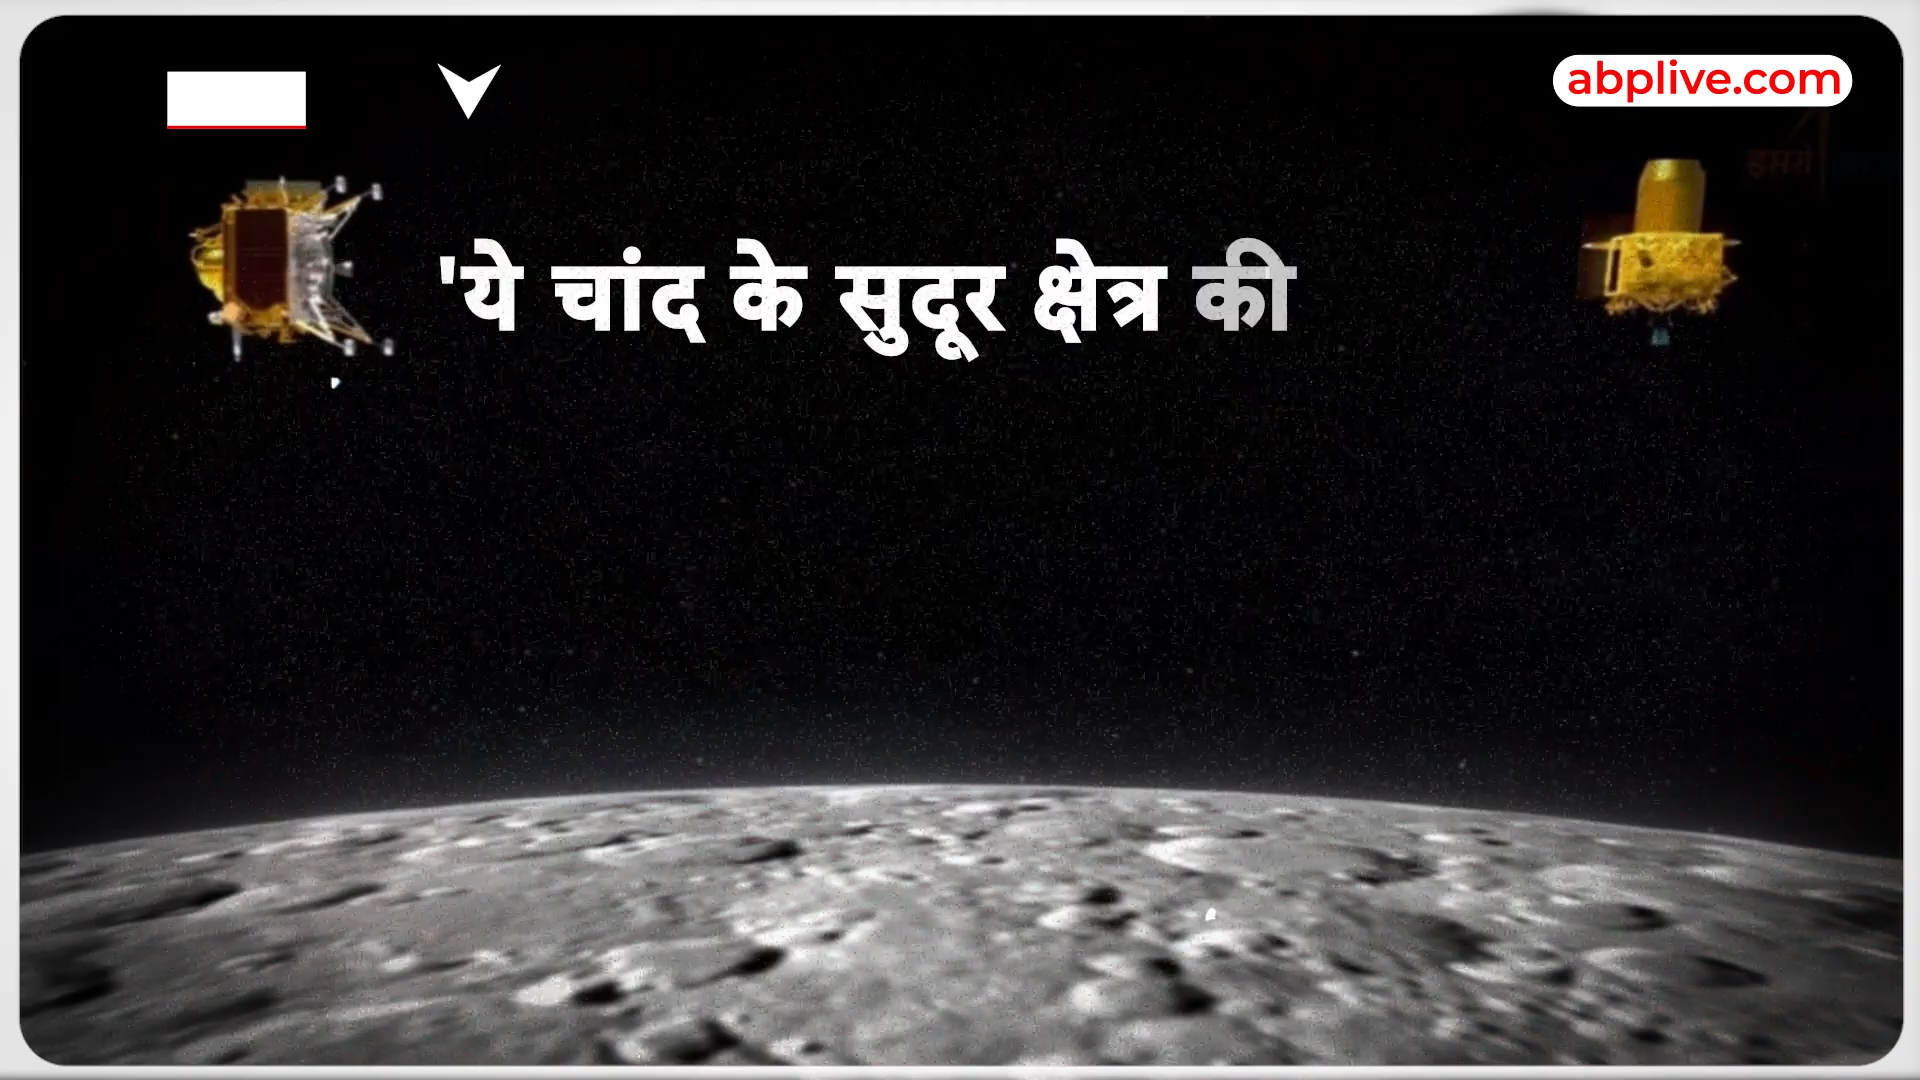 abplive.com
'ये चांद के सुदूर क्षेत्र की